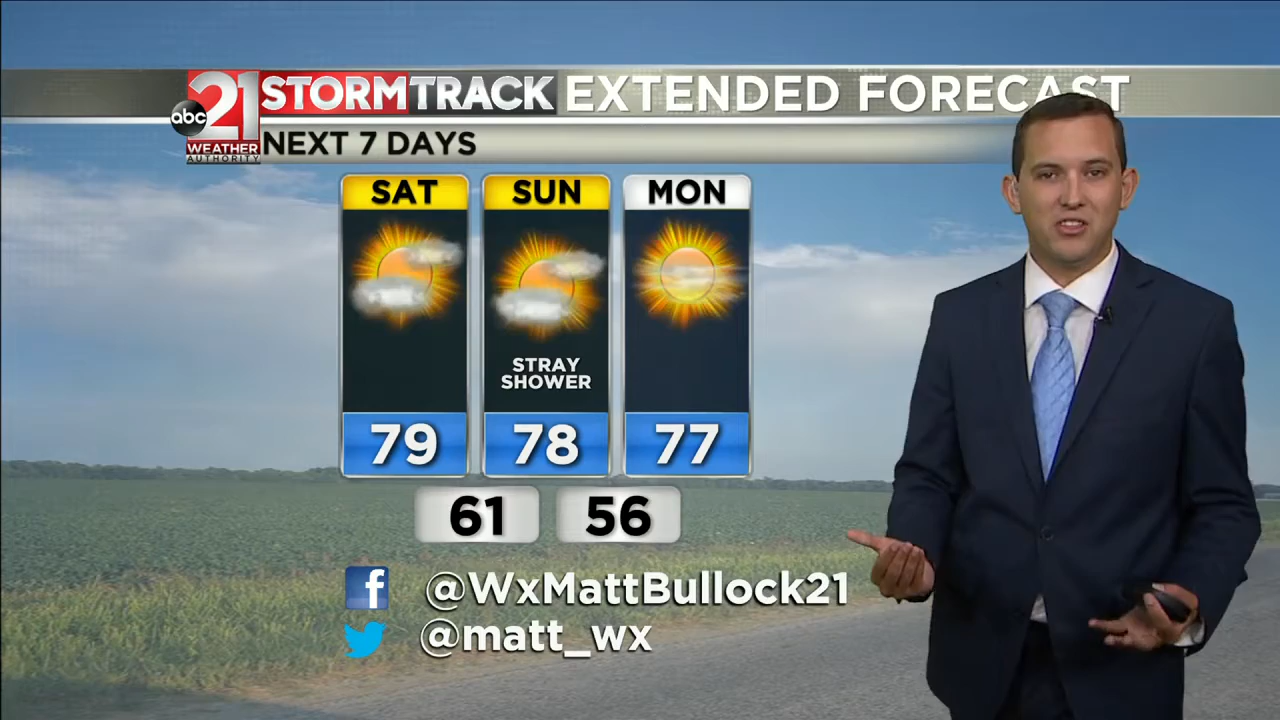 abc
21
WEATHER
AUTHORITY
STORMTRACK
EXTENDED FORECAST
NEXT 7 DAYS
SAT SUN MON
STRAY
SHOWER
79 78 77
61 56
f @WxMattBullock21
@matt_wx